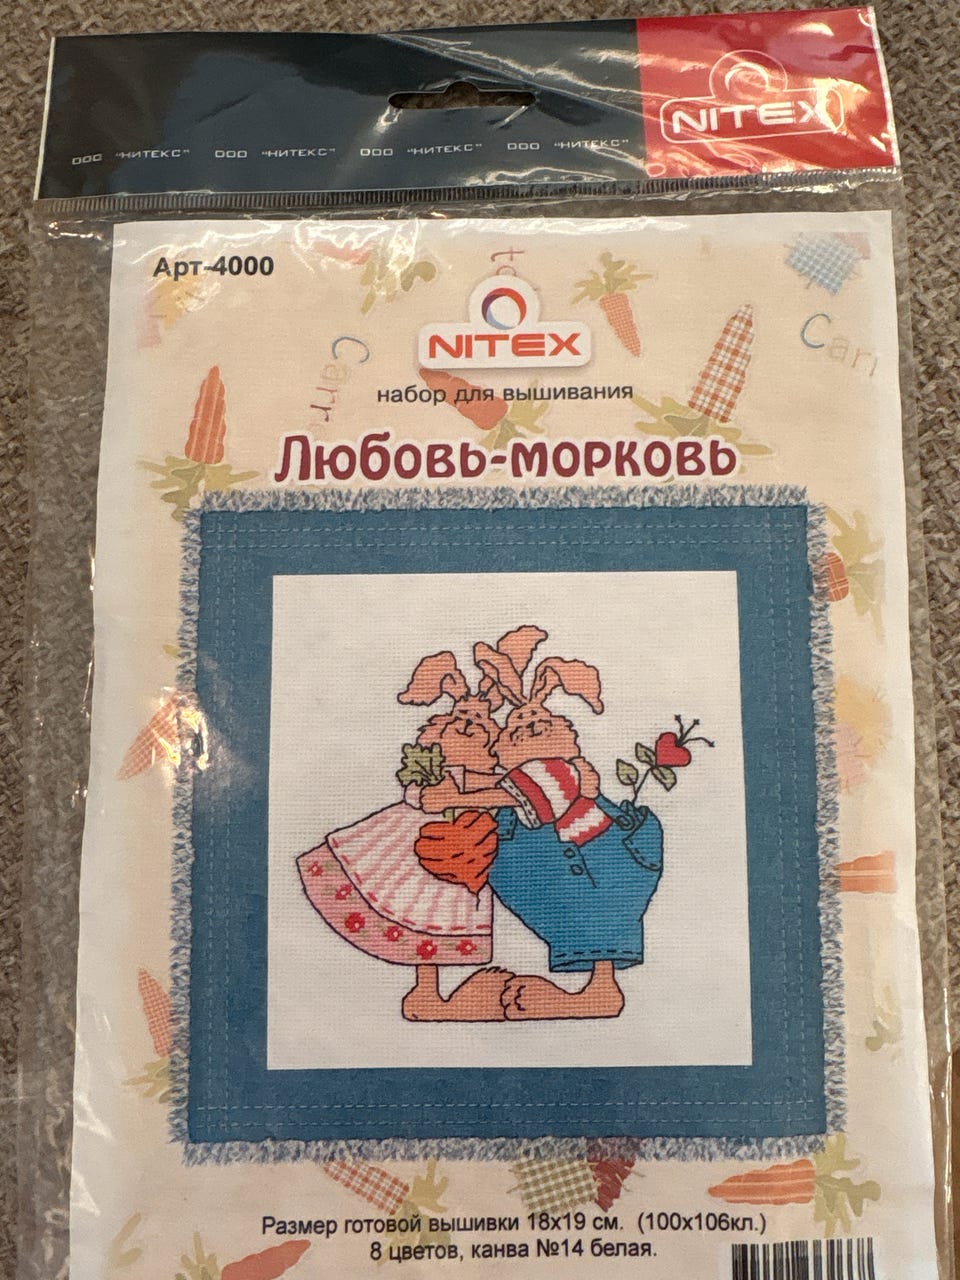 NITEX
ООО "НИТЕКС" ООО "НИТЕКС" ООО "НИТЕКС" ООО "НИТЕКС"
Арт-4000
NITEX
набор для вышивания
Любовь-морковь
Размер готовой вышивки 18х19 см. (100х106кл.)
8 цветов, канва №14 белая.